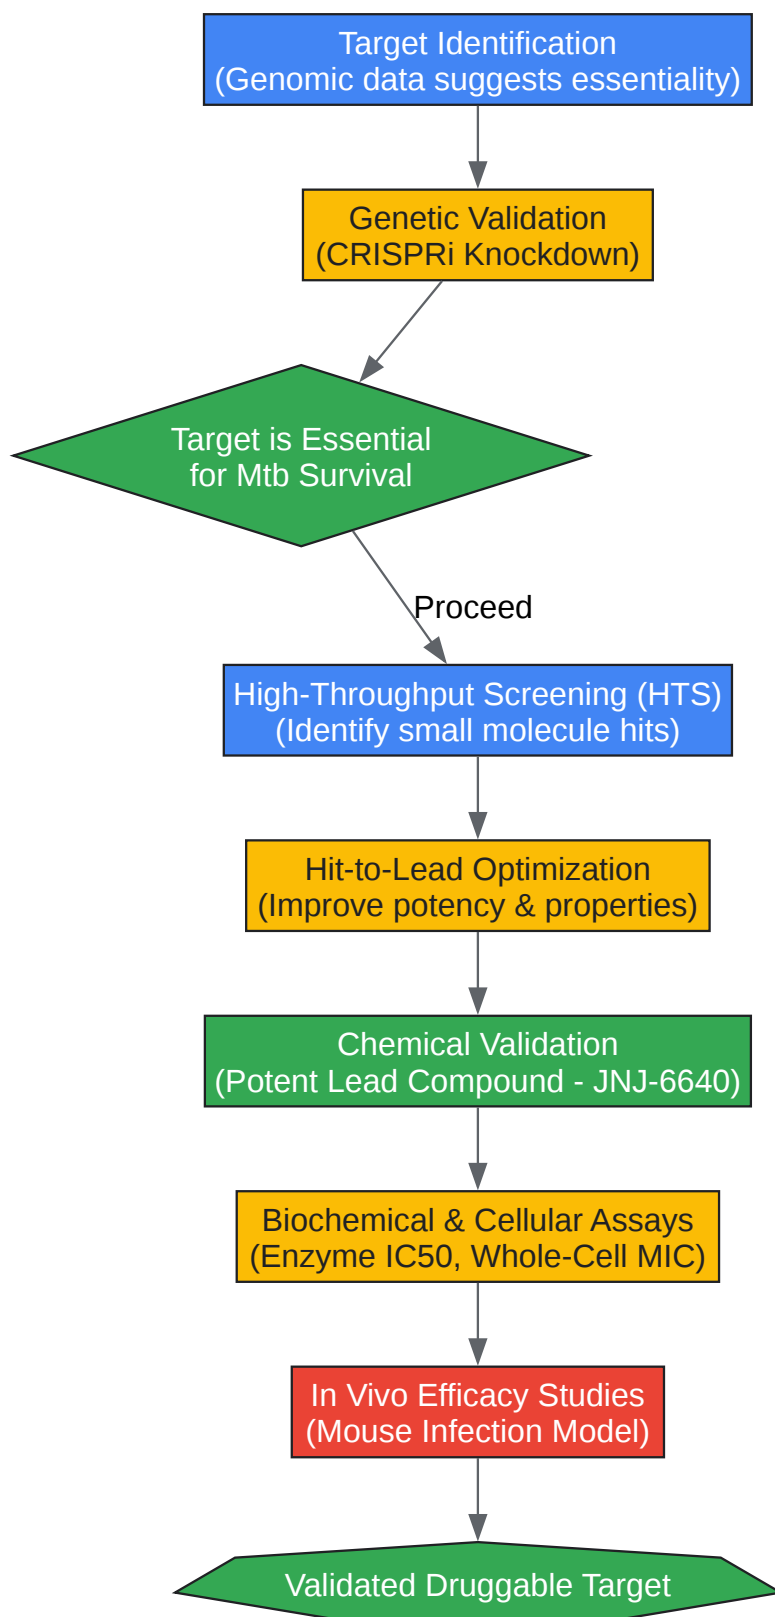 Target Identification
(Genomic data suggests essentiality)
Genetic Validation
(CRISPRi Knockdown)
Target is Essential
for Mtb Survival
Proceed
High-Throughput Screening (HTS)
(Identify small molecule hits)
Hit-to-Lead Optimization
(Improve potency & properties)
Chemical Validation
(Potent Lead Compound - JNJ-6640)
Biochemical & Cellular Assays
(Enzyme IC50, Whole-Cell MIC)
In Vivo Efficacy Studies
(Mouse Infection Model)
Validated Druggable Target